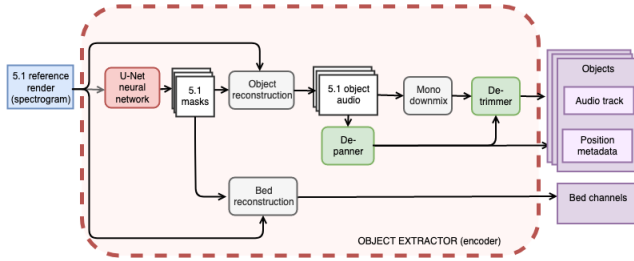 5.1 reference
render
(spectrogram)
U-Net
neural
network
5.1
masks
Object
reconstruction
5.1 object
audio
Mono
downmix
De-
trimmer
De-
panner
Bed
reconstruction
Objects
Audio track
Position
metadata
Bed channels
OBJECT EXTRACTOR (encoder)